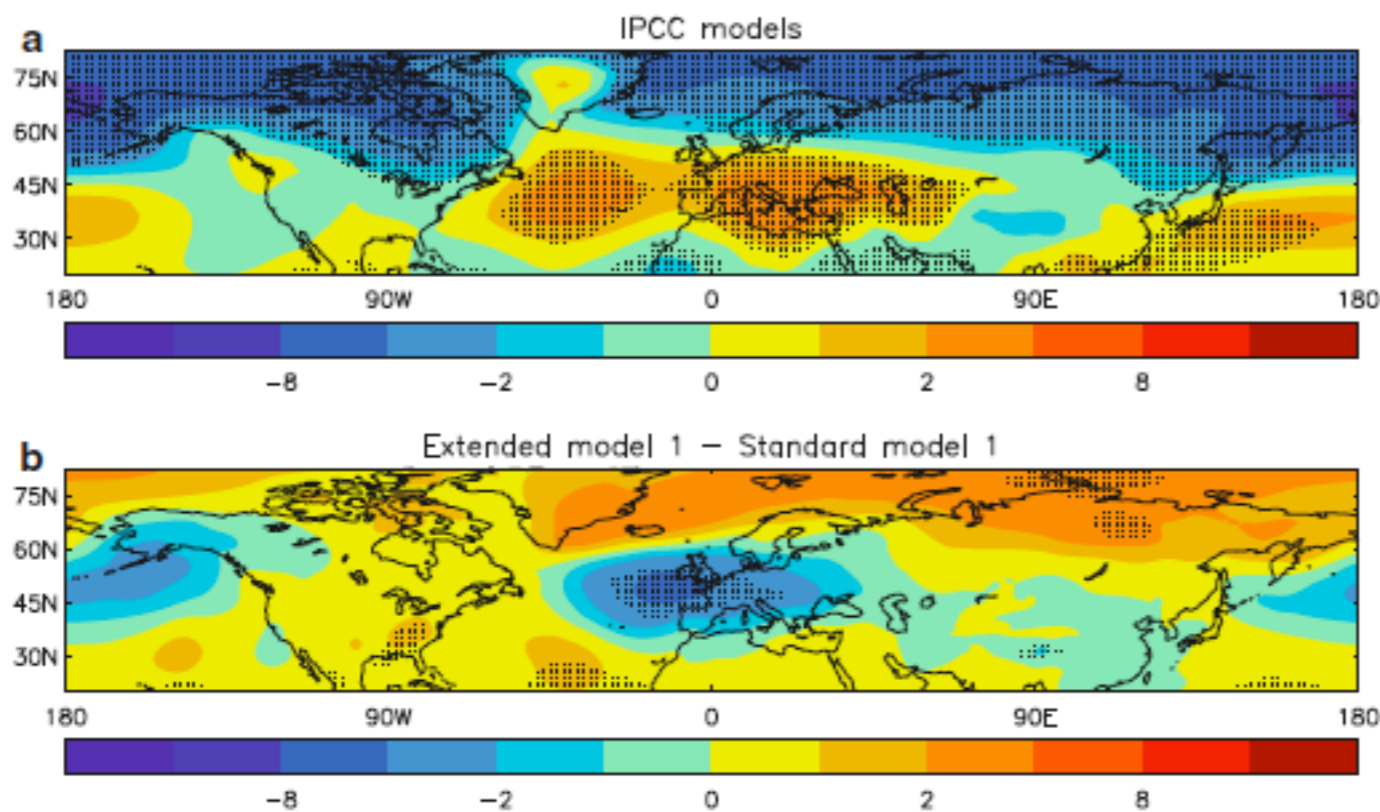 a
IPCC models
75N
60N
45N
30N
180 90W 0 90E 180
−8 −2 0 2 8
b
Extended model 1 − Standard model 1
75N
60N
45N
30N
180 90W 0 90E 180
−8 −2 0 2 8